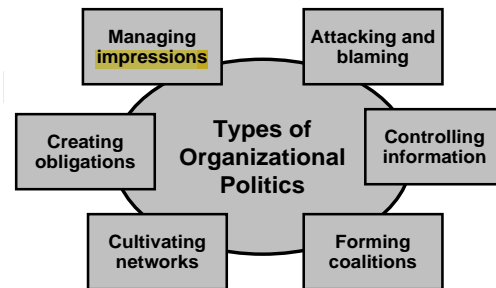 Managing
impressions
Attacking and
blaming
Creating
obligations
Types of
Organizational
Politics
Controlling
information
Cultivating
networks
Forming
coalitions